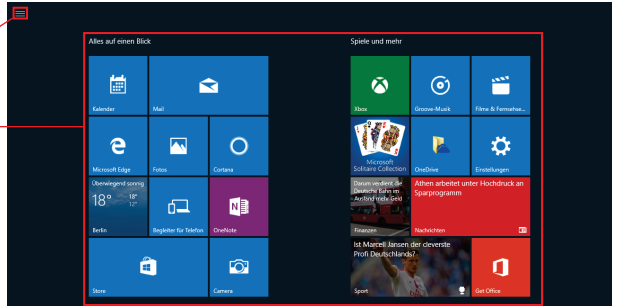 Alles auf einen Blick
Kalender
Mail
Microsoft Edge
Fotos
Cortana
Überwiegend sonnig
18° 18°
12°
Berlin
Begleiter für Telefon
OneNote
Store
Camera
Spiele und mehr
Xbox
Groove-Musik
Filme & Fernsehse...
Microsoft
Solitaire Collection
OneDrive
Einstellungen
Darum verdient die
Deutsche Bahn im
Ausland mehr Geld
Finanzen
Athen arbeitet unter Hochdruck an
Sparprogramm
Nachrichten
Ist Marcell Jansen der cleverste
Profi Deutschlands?
Sport
Get Office